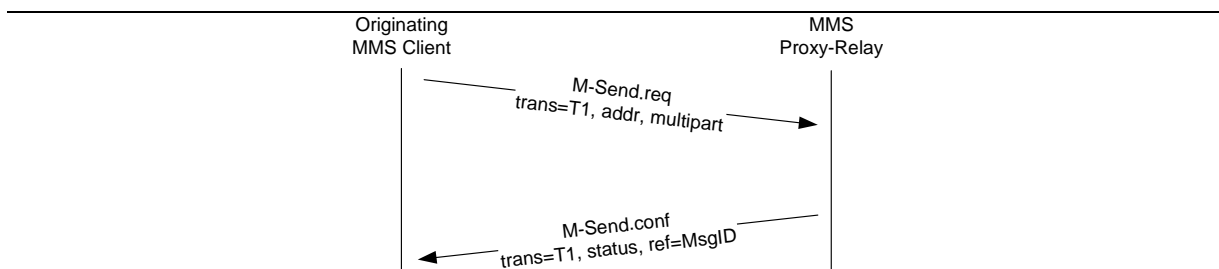 Originating
MMS Client
MMS
Proxy-Relay
M-Send.req
trans=T1, addr, multipart
M-Send.conf
trans=T1, status, ref=MsgID